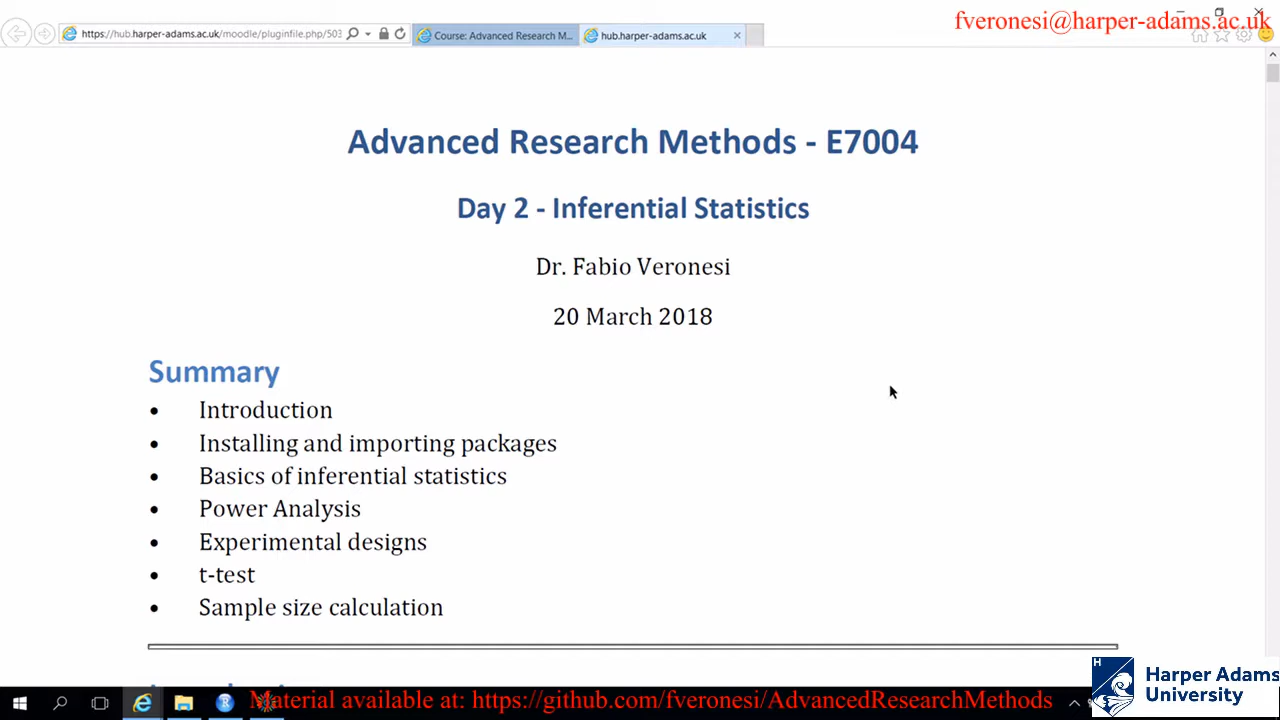 fveronesi@harper-adams.ac.uk
https://hub.harper-adams.ac.uk/moodle/pluginfile.php/503
Course: Advanced Research M...
hub.harper-adams.ac.uk
Advanced Research Methods - E7004
Day 2 - Inferential Statistics
Dr. Fabio Veronesi
20 March 2018
Summary
• Introduction
• Installing and importing packages
• Basics of inferential statistics
• Power Analysis
• Experimental designs
• t-test
• Sample size calculation
H
Harper Adams
University
Material available at: https://github.com/fveronesi/AdvancedResearchMethods